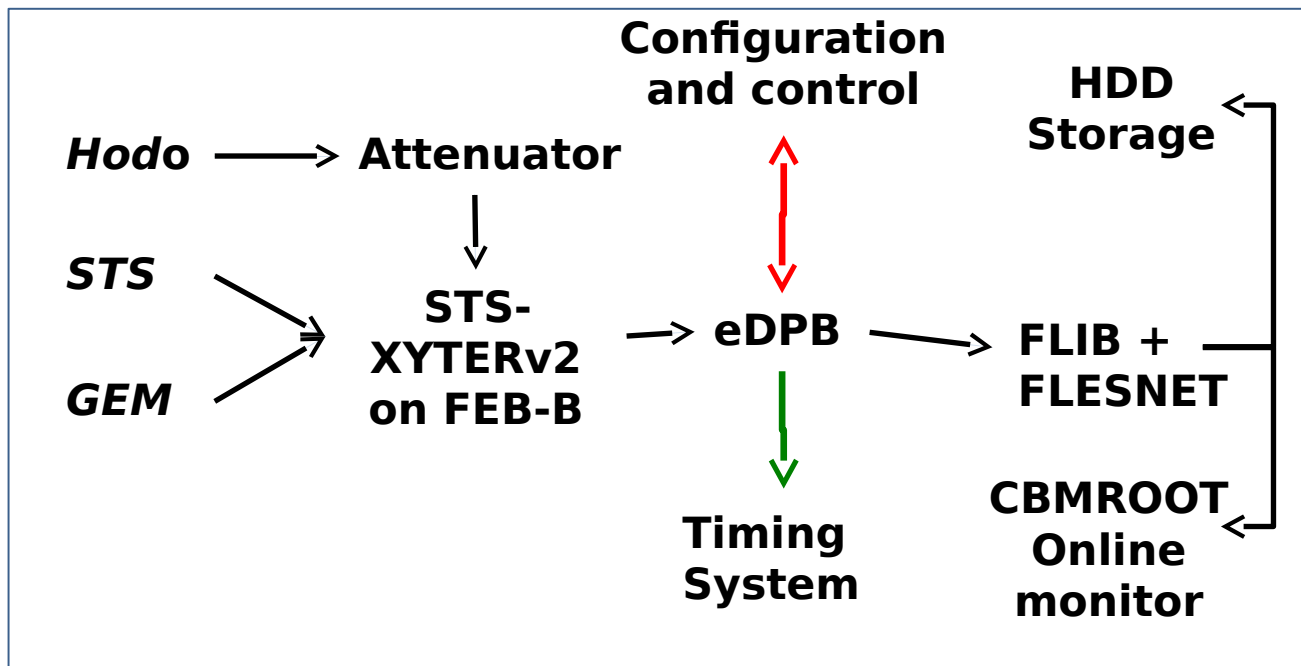 Configuration
and control
HDD
Storage
Hodo
Attenuator
STS
STS-
XYTERv2
on FEB-B
eDPB
FLIB +
FLESNET
GEM
CBMROOT
Online
monitor
Timing
System